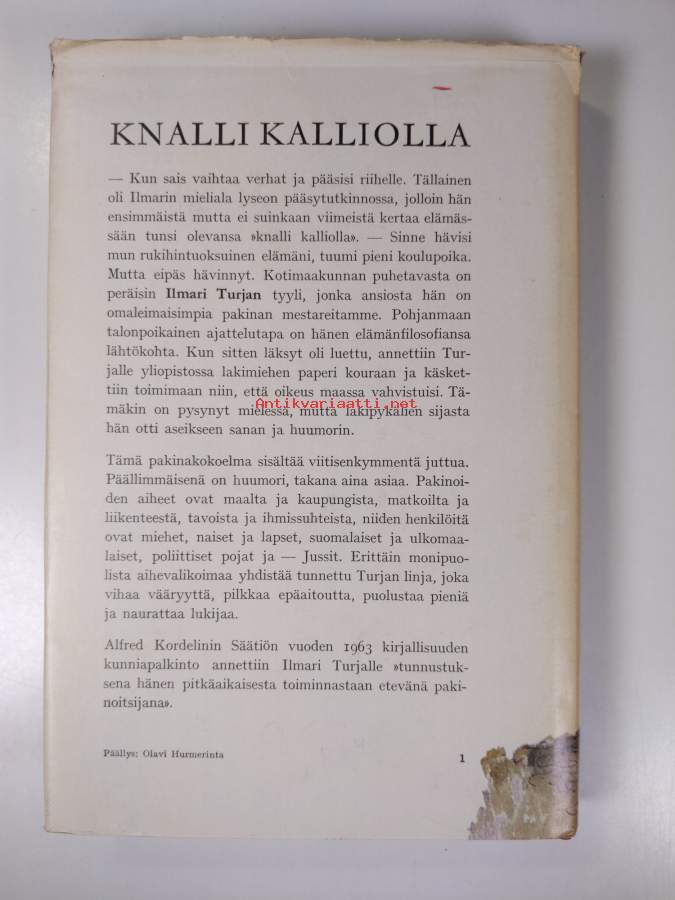 KNALLI KALLIOLLA
— Kun sais vaihtaa verhat ja pääsisi riihelle. Tällainen
oli Ilmarin mieliala lyseon pääsytutkinnossa, jolloin hän
ensimmäistä mutta ei suinkaan viimeistä kertaa elämäs-
sään tunsi olevansa »knalli kalliolla». — Sinne hävisi
mun rukihintuoksuinen elämäni, tuumi pieni koulupoika.
Mutta eipäs hävinnyt. Kotimaakunnan puhetavasta on
peräisin Ilmari Turjan tyyli, jonka ansiosta hän on
omaleimaisimpia pakinan mestareitamme. Pohjanmaan
talonpoikainen ajattelutapa on hänen elämänfilosofiansa
lähtökohta. Kun sitten läksyt oli luettu, annettiin Tur-
jalle yliopistossa lakimiehen paperi kouraan ja käsket-
tiin toimimaan niin, että oikeus maassa vahvistuisi. Tä-
mäkin on pysynyt mielessä, mutta lakipykälien sijasta
Antikvariaatti.net
hän otti aseikseen sanan ja huumorin.
Tämä pakinakokoelma sisältää viitisenkymmentä juttua.
Päällimmäisenä on huumori, takana aina asiaa. Pakinoi-
den aiheet ovat maalta ja kaupungista, matkoilta ja
liikenteestä, tavoista ja ihmissuhteista, niiden henkilöitä
ovat miehet, naiset ja lapset, suomalaiset ja ulkomaa-
laiset, poliittiset pojat ja — Jussit. Erittäin monipuo-
lista aihevalikoimaa yhdistää tunnettu Turjan linja, joka
vihaa vääryyttä, pilkkaa epäaitoutta, puolustaa pieniä
ja naurattaa lukijaa.
Alfred Kordelinin Säätiön vuoden 1963 kirjallisuuden
kunniapalkinto annettiin Ilmari Turjalle »tunnustuk-
sena hänen pitkäaikaisesta toiminnastaan etevänä paki-
noitsijana».
Päällys: Olavi Hurmerinta 1